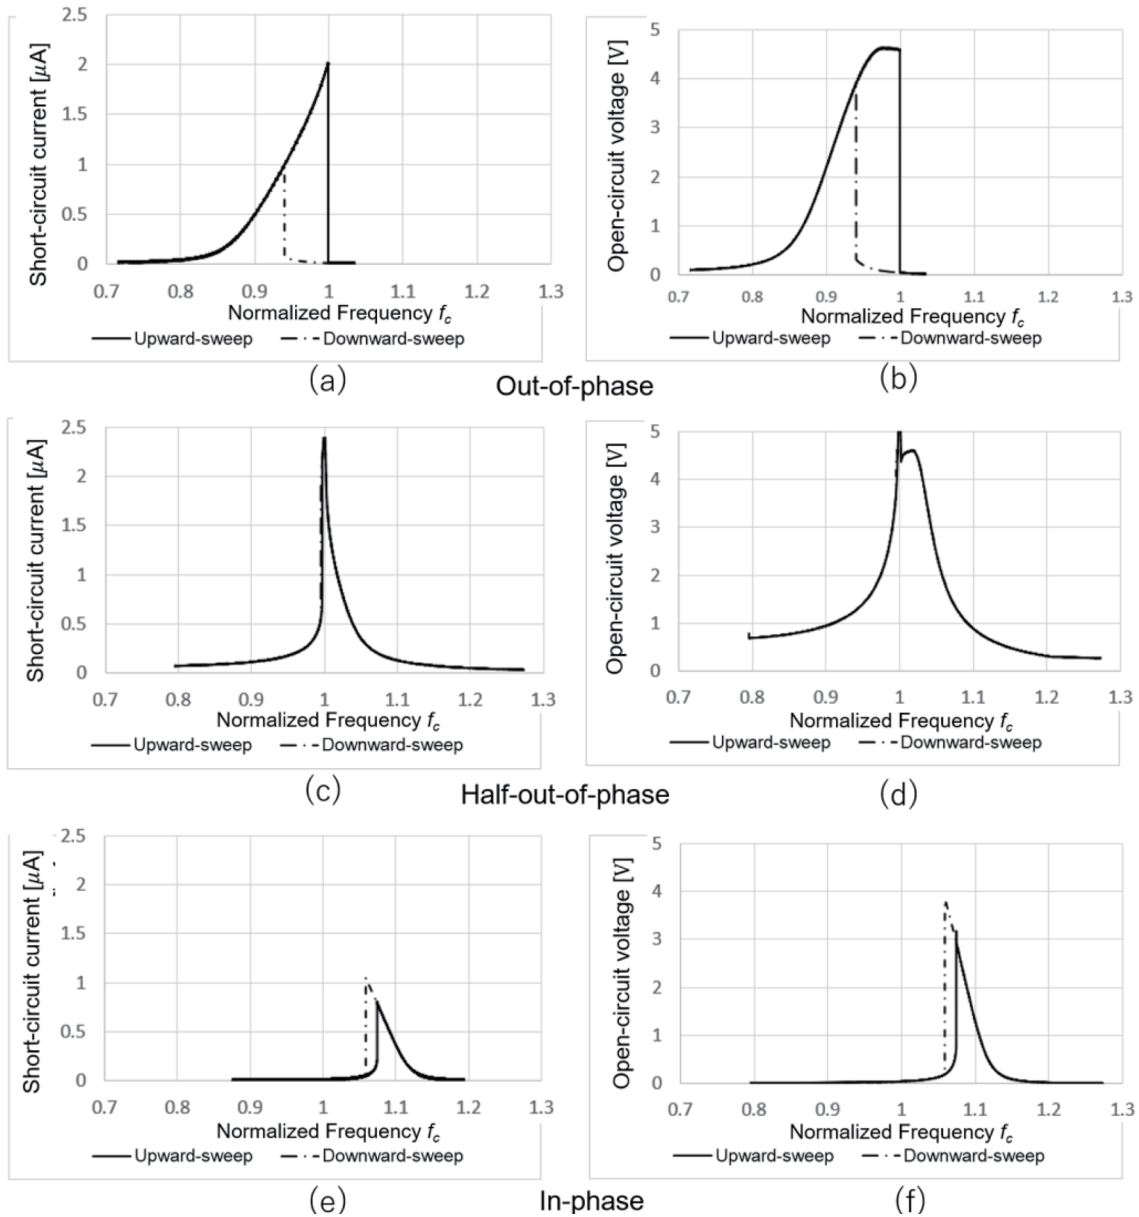 Short-circuit current [μA]
2.5
2
1.5
1
0.5
0
0.7 0.8 0.9 1 1.1 1.2 1.3
Normalized Frequency fc
Upward-sweep Downward-sweep
(a)
Open-circuit voltage [V]
5
4
3
2
1
0
0.7 0.8 0.9 1 1.1 1.2 1.3
Normalized Frequency fc
Upward-sweep Downward-sweep
(b)
Out-of-phase
Short-circuit current [μA]
2.5
2
1.5
1
0.5
0
0.7 0.8 0.9 1 1.1 1.2 1.3
Normalized Frequency fc
Upward-sweep Downward-sweep
(c)
Open-circuit voltage [V]
5
4
3
2
1
0
0.7 0.8 0.9 1 1.1 1.2 1.3
Normalized Frequency fc
Upward-sweep Downward-sweep
(d)
Half-out-of-phase
Short-circuit current [μA]
2.5
2
1.5
1
0.5
0
0.7 0.8 0.9 1 1.1 1.2 1.3
Normalized Frequency fc
Upward-sweep Downward-sweep
(e)
Open-circuit voltage [V]
5
4
3
2
1
0
0.7 0.8 0.9 1 1.1 1.2 1.3
Normalized Frequency fc
Upward-sweep Downward-sweep
(f)
In-phase